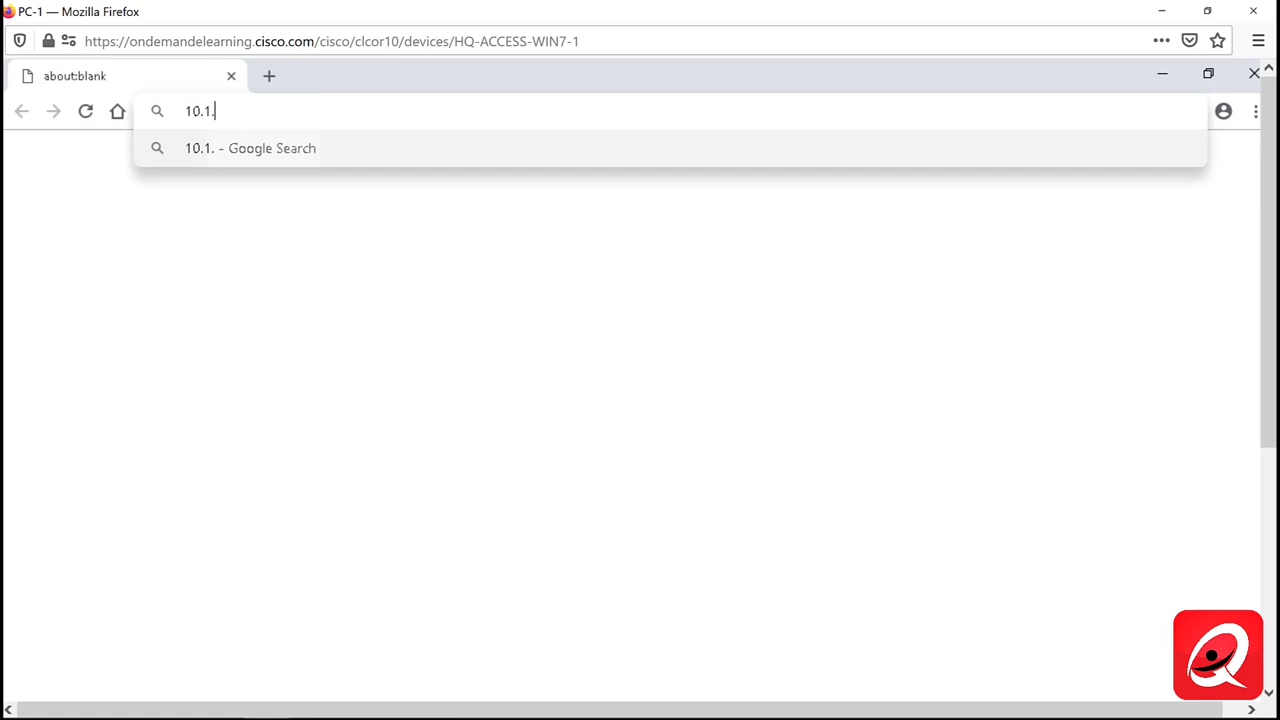 PC-1 — Mozilla Firefox
https://ondemandelearning.cisco.com/cisco/clcor10/devices/HQ-ACCESS-WIN7-1
about:blank
10.1.
10.1. - Google Search